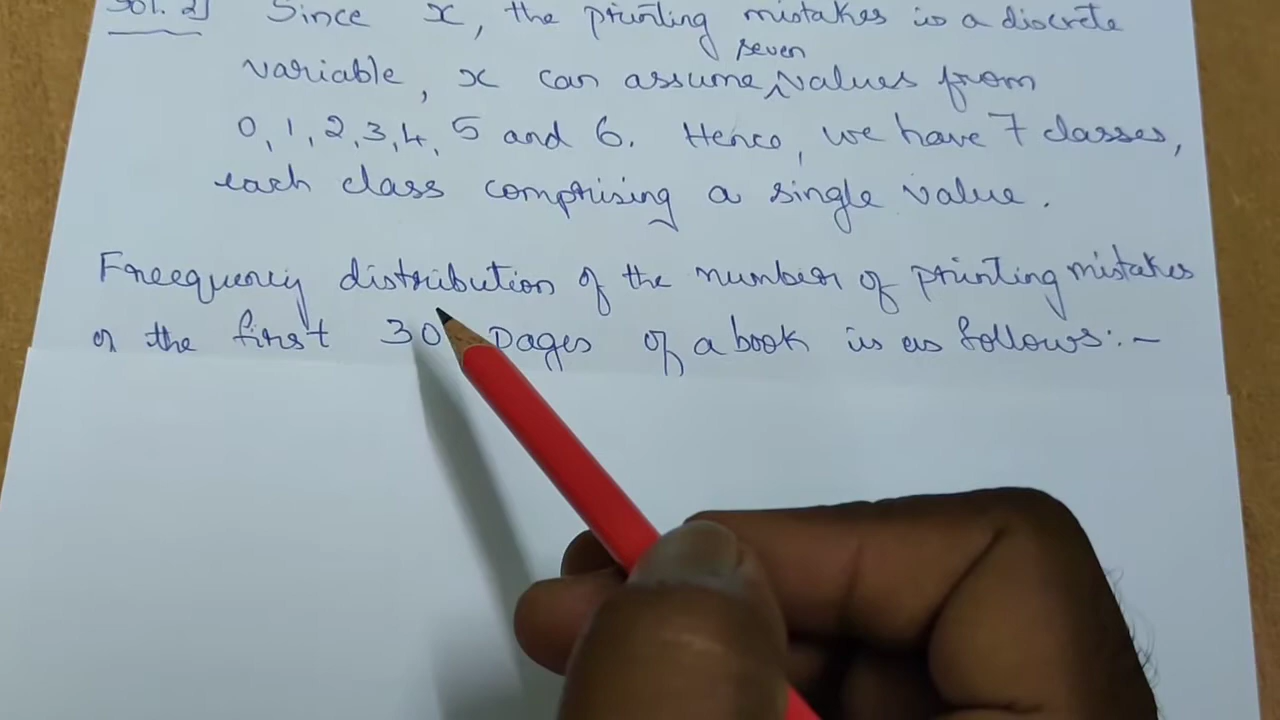 Sol. 2] Since x, the printing mistakes is a discrete
seven
variable, x can assume values from
0, 1, 2, 3, 4, 5 and 6. Hence, we have 7 classes,
each class comprising a single value.
Freequency distribution of the number of printing mistakes
of the first 30 pages of a book is as follows:-